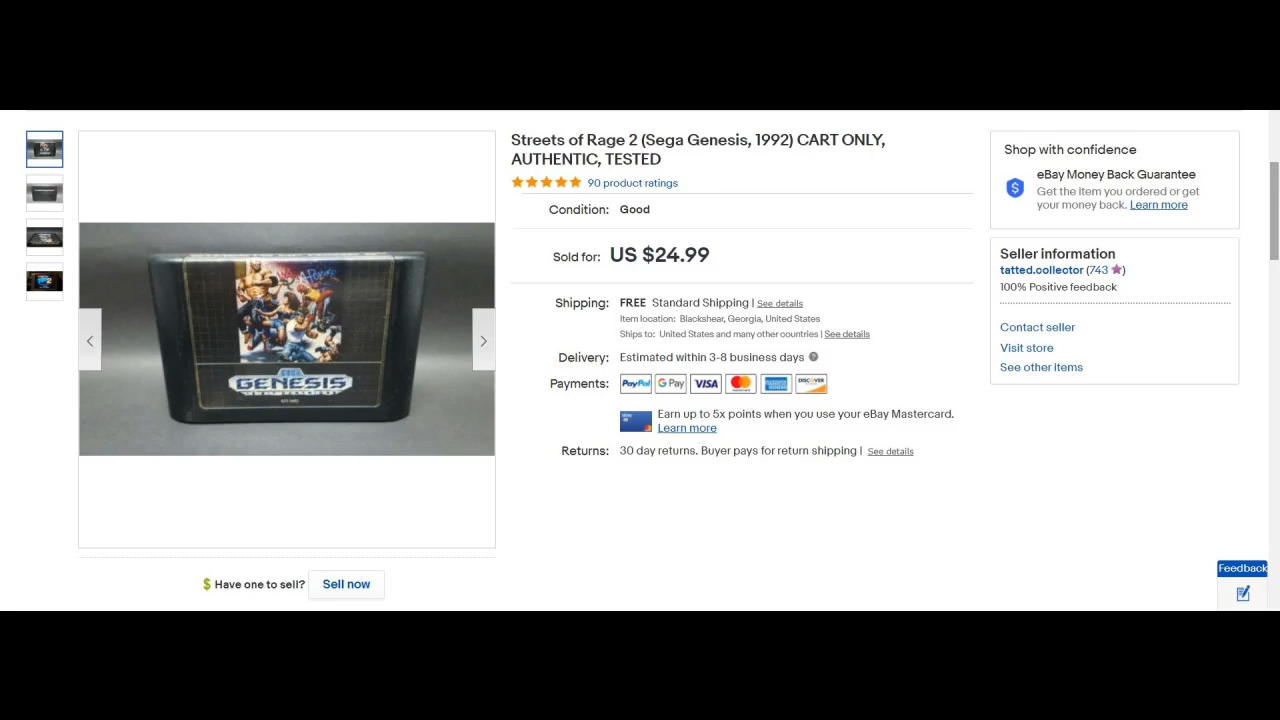 Streets of Rage 2 (Sega Genesis, 1992) CART ONLY,
AUTHENTIC, TESTED
90 product ratings
Condition: Good
Sold for: US $24.99
Shipping: FREE Standard Shipping | See details
Item location: Blackshear, Georgia, United States
Ships to: United States and many other countries | See details
Delivery: Estimated within 3-8 business days
Payments: PayPal G Pay VISA MasterCard AMERICAN EXPRESS DISCOVER
Earn up to 5x points when you use your eBay Mastercard.
Learn more
Returns: 30 day returns. Buyer pays for return shipping | See details
SEGA
GENESIS
Have one to sell? Sell now
Shop with confidence
eBay Money Back Guarantee
Get the item you ordered or get
your money back. Learn more
Seller information
tatted.collector (743)
100% Positive feedback
Contact seller
Visit store
See other items
Feedback